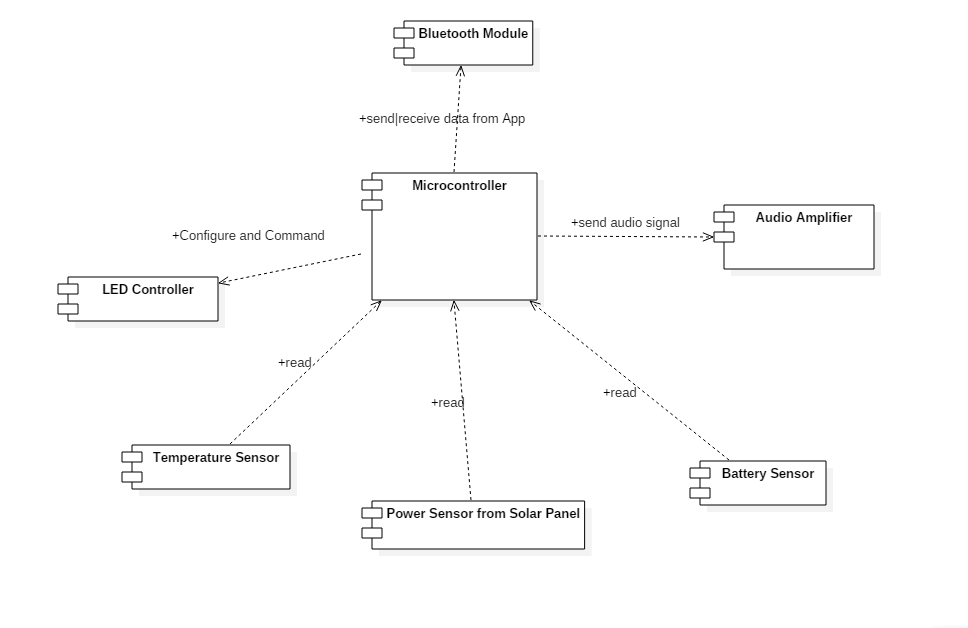 Bluetooth Module
+send|receive data from App
Microcontroller
+send audio signal
Audio Amplifier
+Configure and Command
LED Controller
+read
+read
+read
Temperature Sensor
Battery Sensor
Power Sensor from Solar Panel